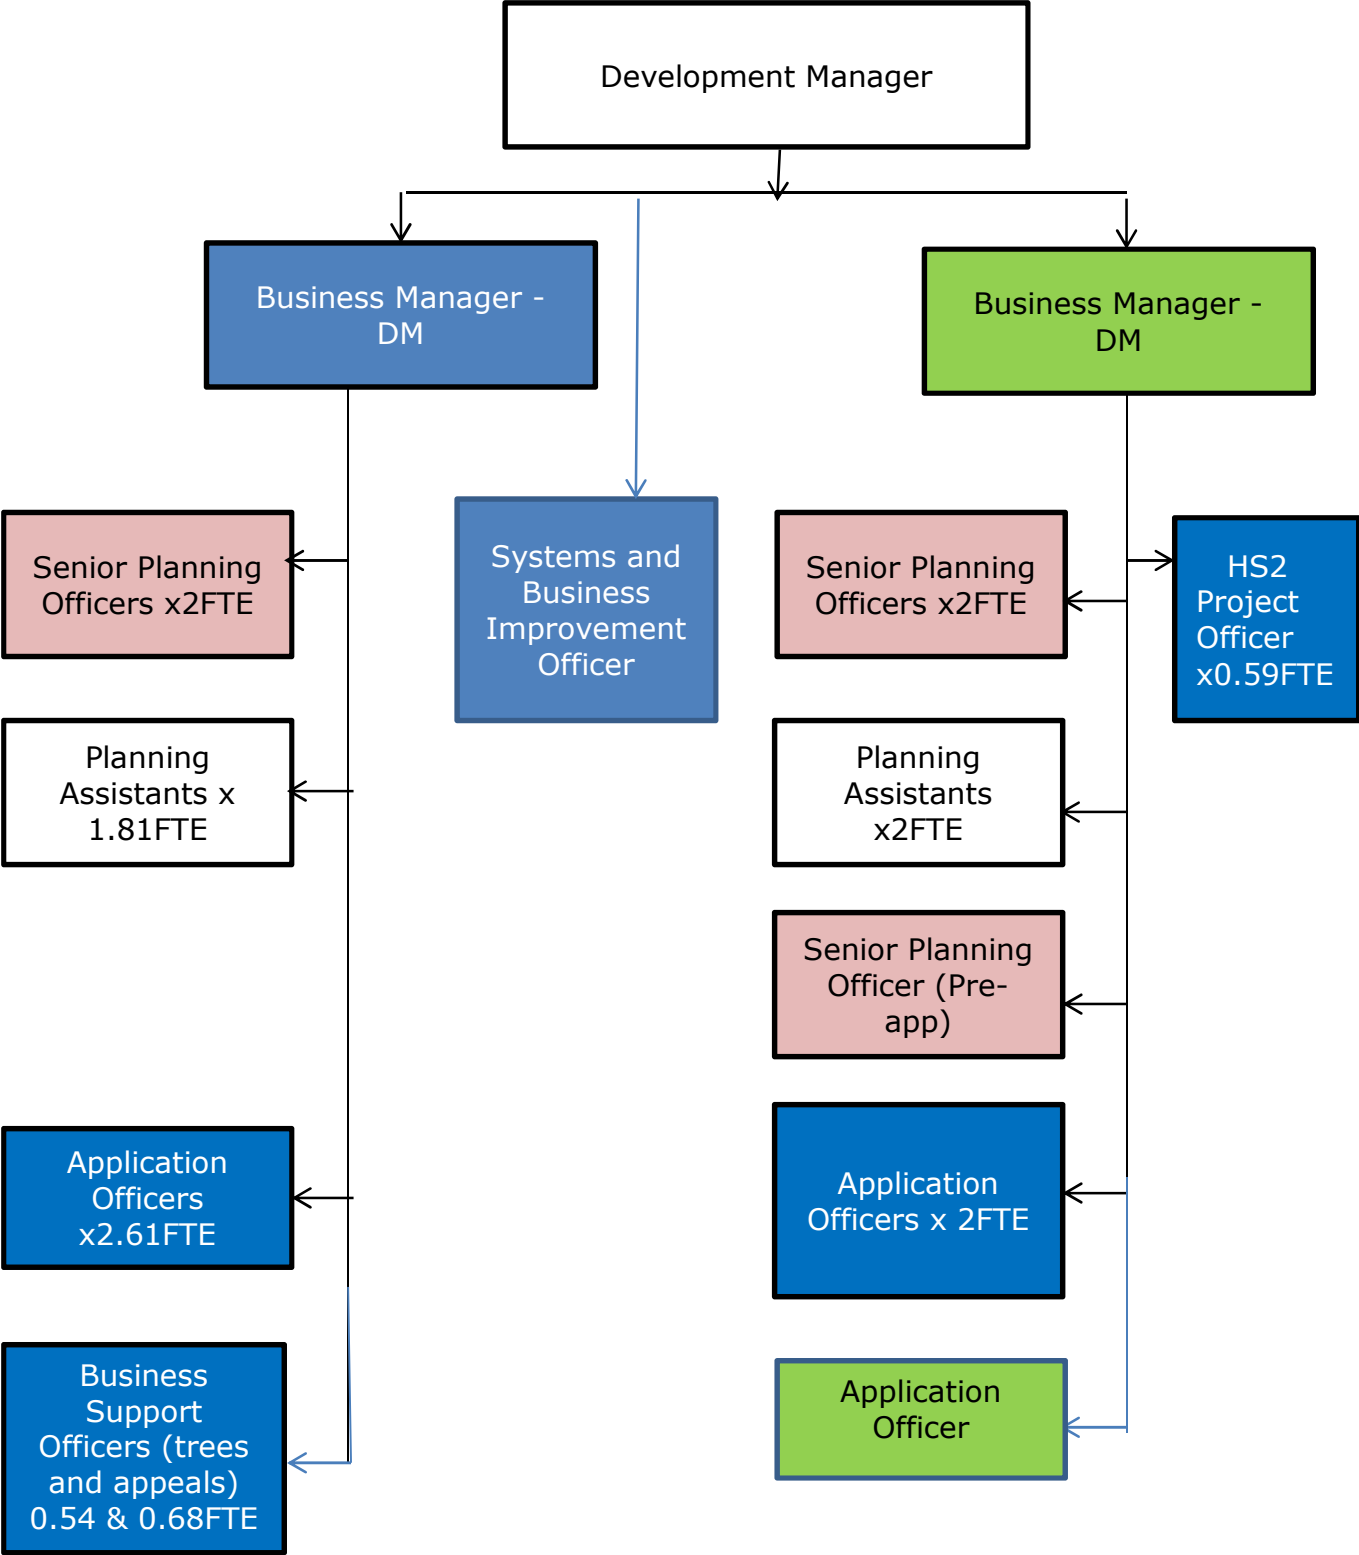 Development Manager
Business Manager -
DM
Business Manager -
DM
Senior Planning
Officers x2FTE
Systems and
Business
Improvement
Officer
Senior Planning
Officers x2FTE
HS2
Project
Officer
x0.59FTE
Planning
Assistants x
1.81FTE
Planning
Assistants
x2FTE
Senior Planning
Officer (Pre-
app)
Application
Officers
x2.61FTE
Application
Officers x 2FTE
Business
Support
Officers (trees
and appeals)
0.54 & 0.68FTE
Application
Officer